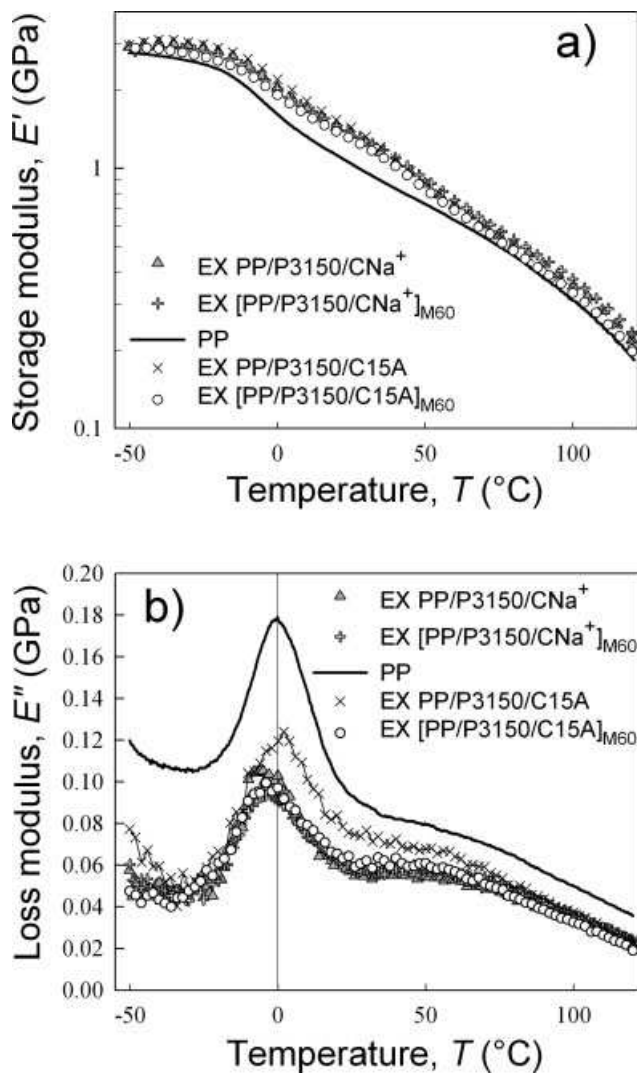 a)
Storage modulus, E′ (GPa)
1
0.1
EX PP/P3150/CNa+
EX [PP/P3150/CNa+]M60
PP
EX PP/P3150/C15A
EX [PP/P3150/C15A]M60
-50 0 50 100
Temperature, T (°C)
b)
Loss modulus, E″ (GPa)
0.20
0.18
0.16
0.14
0.12
0.10
0.08
0.06
0.04
0.02
0.00
EX PP/P3150/CNa+
EX [PP/P3150/CNa+]M60
PP
EX PP/P3150/C15A
EX [PP/P3150/C15A]M60
-50 0 50 100
Temperature, T (°C)